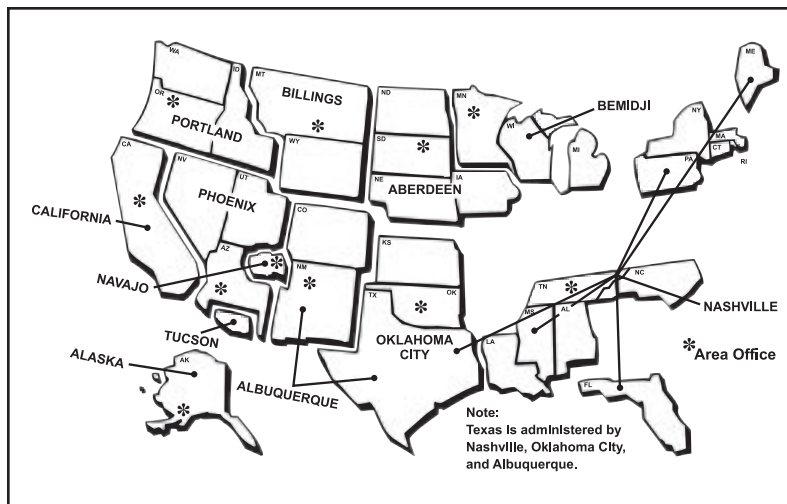 WA
OR
ID
PORTLAND
MT
BILLINGS
WY
ND
SD
NE
IA
ABERDEEN
MN
WI
MI
BEMIDJI
ME
NY
MA
CT
RI
PA
CA
CALIFORNIA
NV
UT
PHOENIX
AZ
NAVAJO
TUCSON
CO
NM
ALBUQUERQUE
KS
OK
TX
OKLAHOMA
CITY
LA
MS
AL
TN
NC
NASHVILLE
FL
AK
ALASKA
* Area Office
Note:
Texas is administered by
Nashville, Oklahoma City,
and Albuquerque.